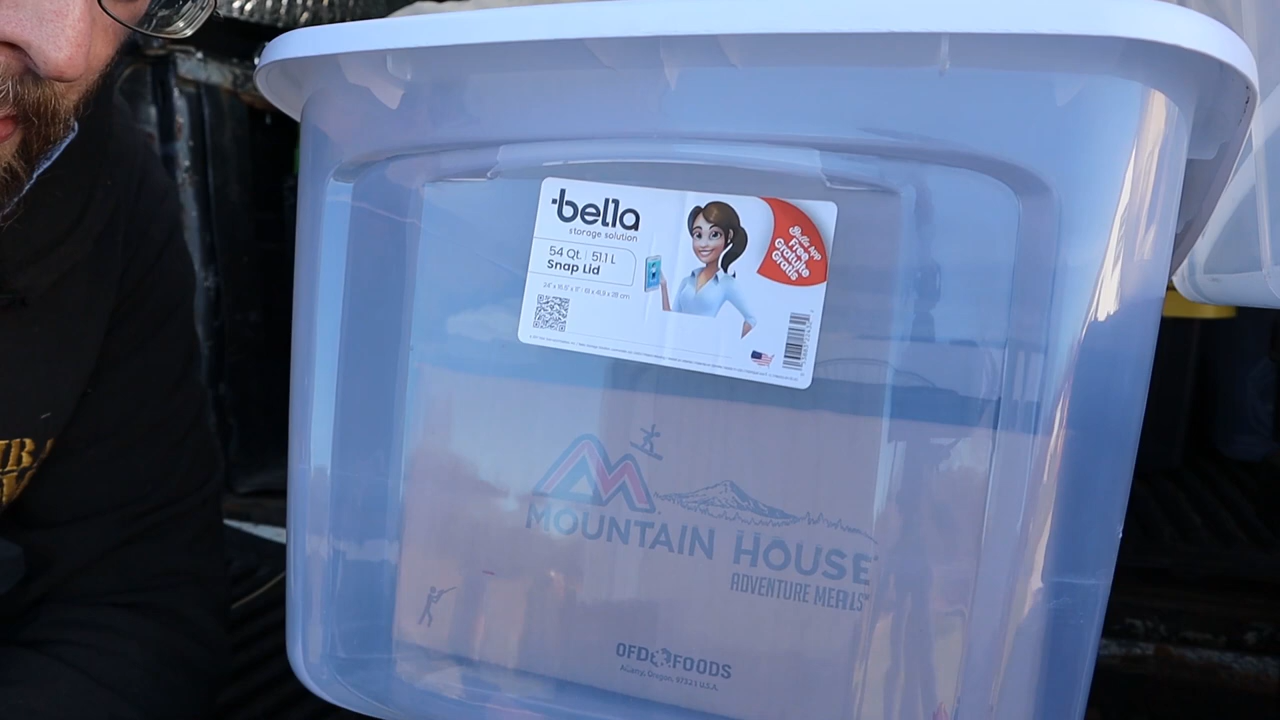 bella
storage solution
54 Qt. | 51.1 L
Snap Lid
Bella App
Free
Gratuite
Gratis
MOUNTAIN HOUSE
ADVENTURE MEALS
OFD FOODS
Albany, Oregon, 97321 U.S.A.